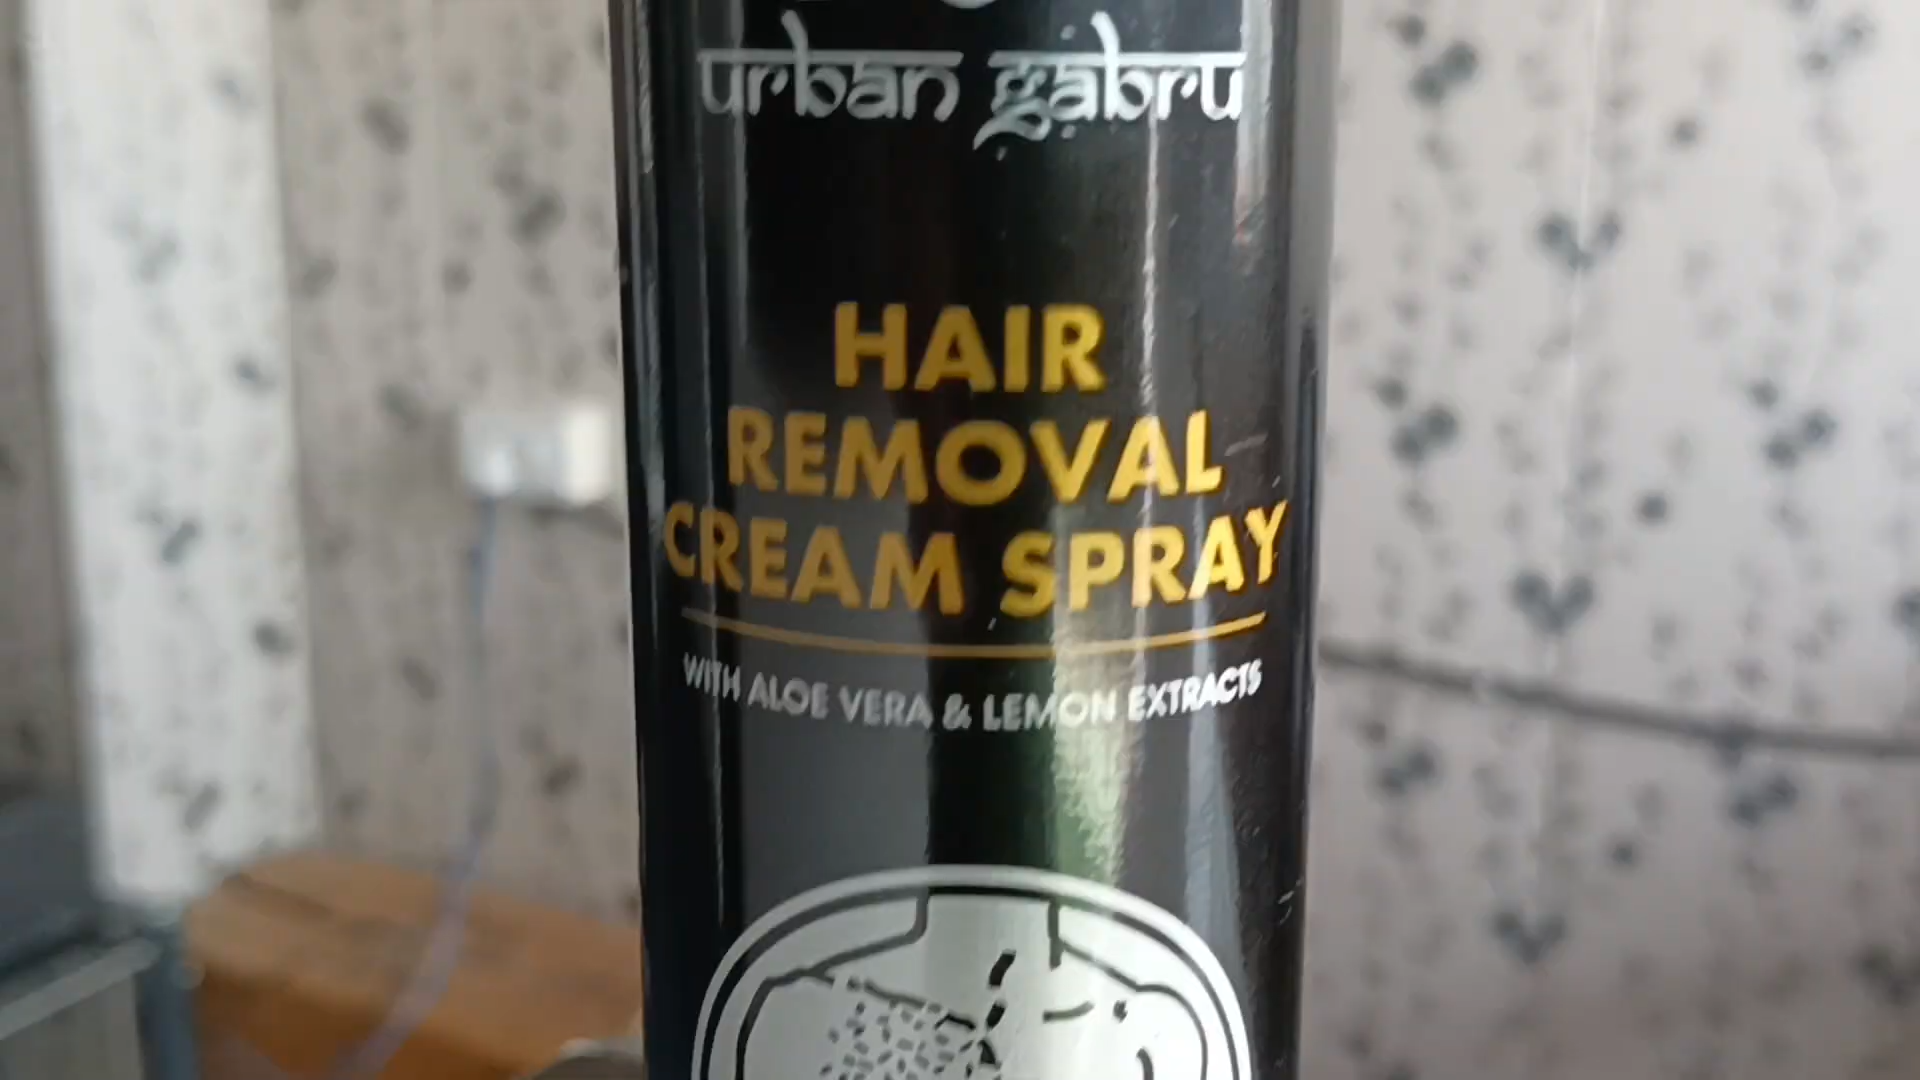 urban gabru
HAIR
REMOVAL
CREAM SPRAY
WITH ALOE VERA & LEMON EXTRACTS